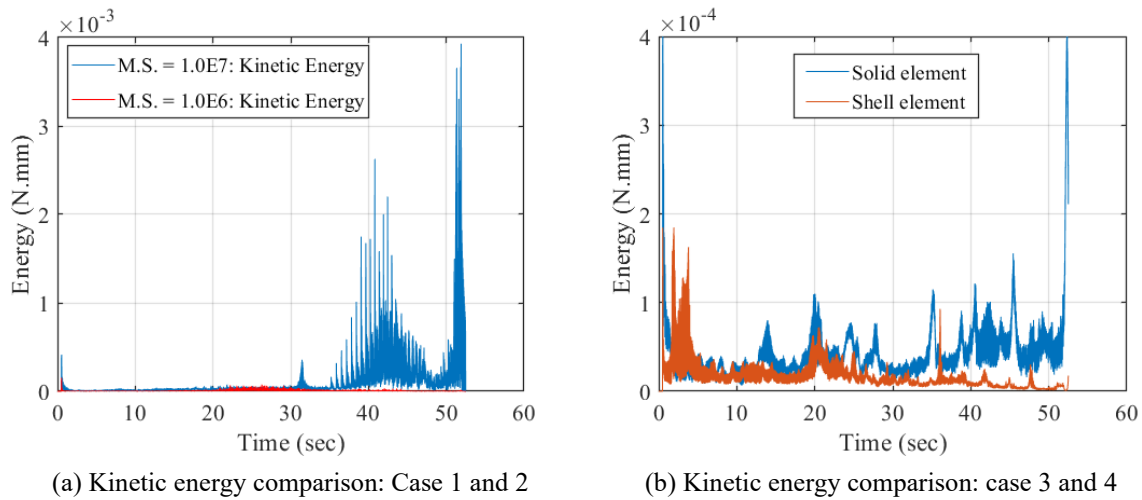 ×10⁻³
4
3
2
1
0
Energy (N.mm)
M.S. = 1.0E7: Kinetic Energy
M.S. = 1.0E6: Kinetic Energy
0 10 20 30 40 50 60
Time (sec)
(a) Kinetic energy comparison: Case 1 and 2
×10⁻⁴
4
3
2
1
0
Energy (N.mm)
Solid element
Shell element
0 10 20 30 40 50 60
Time (sec)
(b) Kinetic energy comparison: case 3 and 4